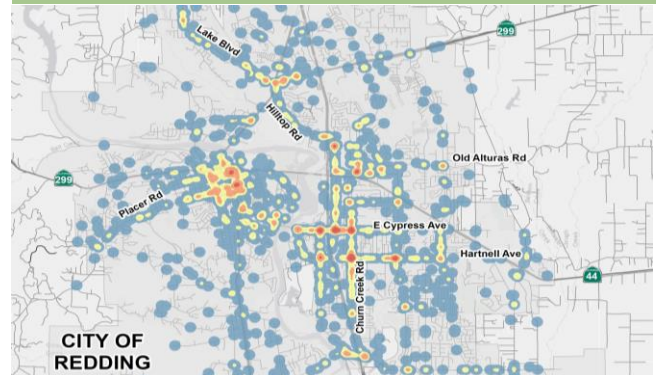 Lake Blvd
299
Hilltop Rd
Old Alturas Rd
299
Placer Rd
E Cypress Ave
Hartnell Ave
44
Churn Creek Rd
CITY OF
REDDING